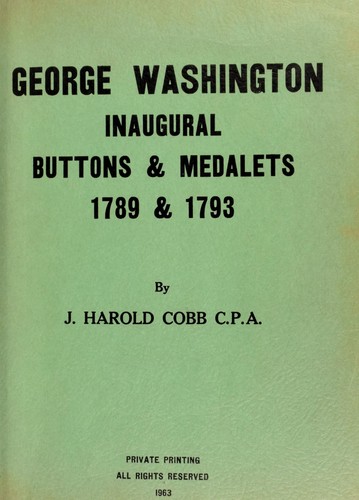 GEORGE WASHINGTON
INAUGURAL
BUTTONS & MEDALETS
1789 & 1793
By
J. HAROLD COBB C.P.A.
PRIVATE PRINTING
ALL RIGHTS RESERVED
1963